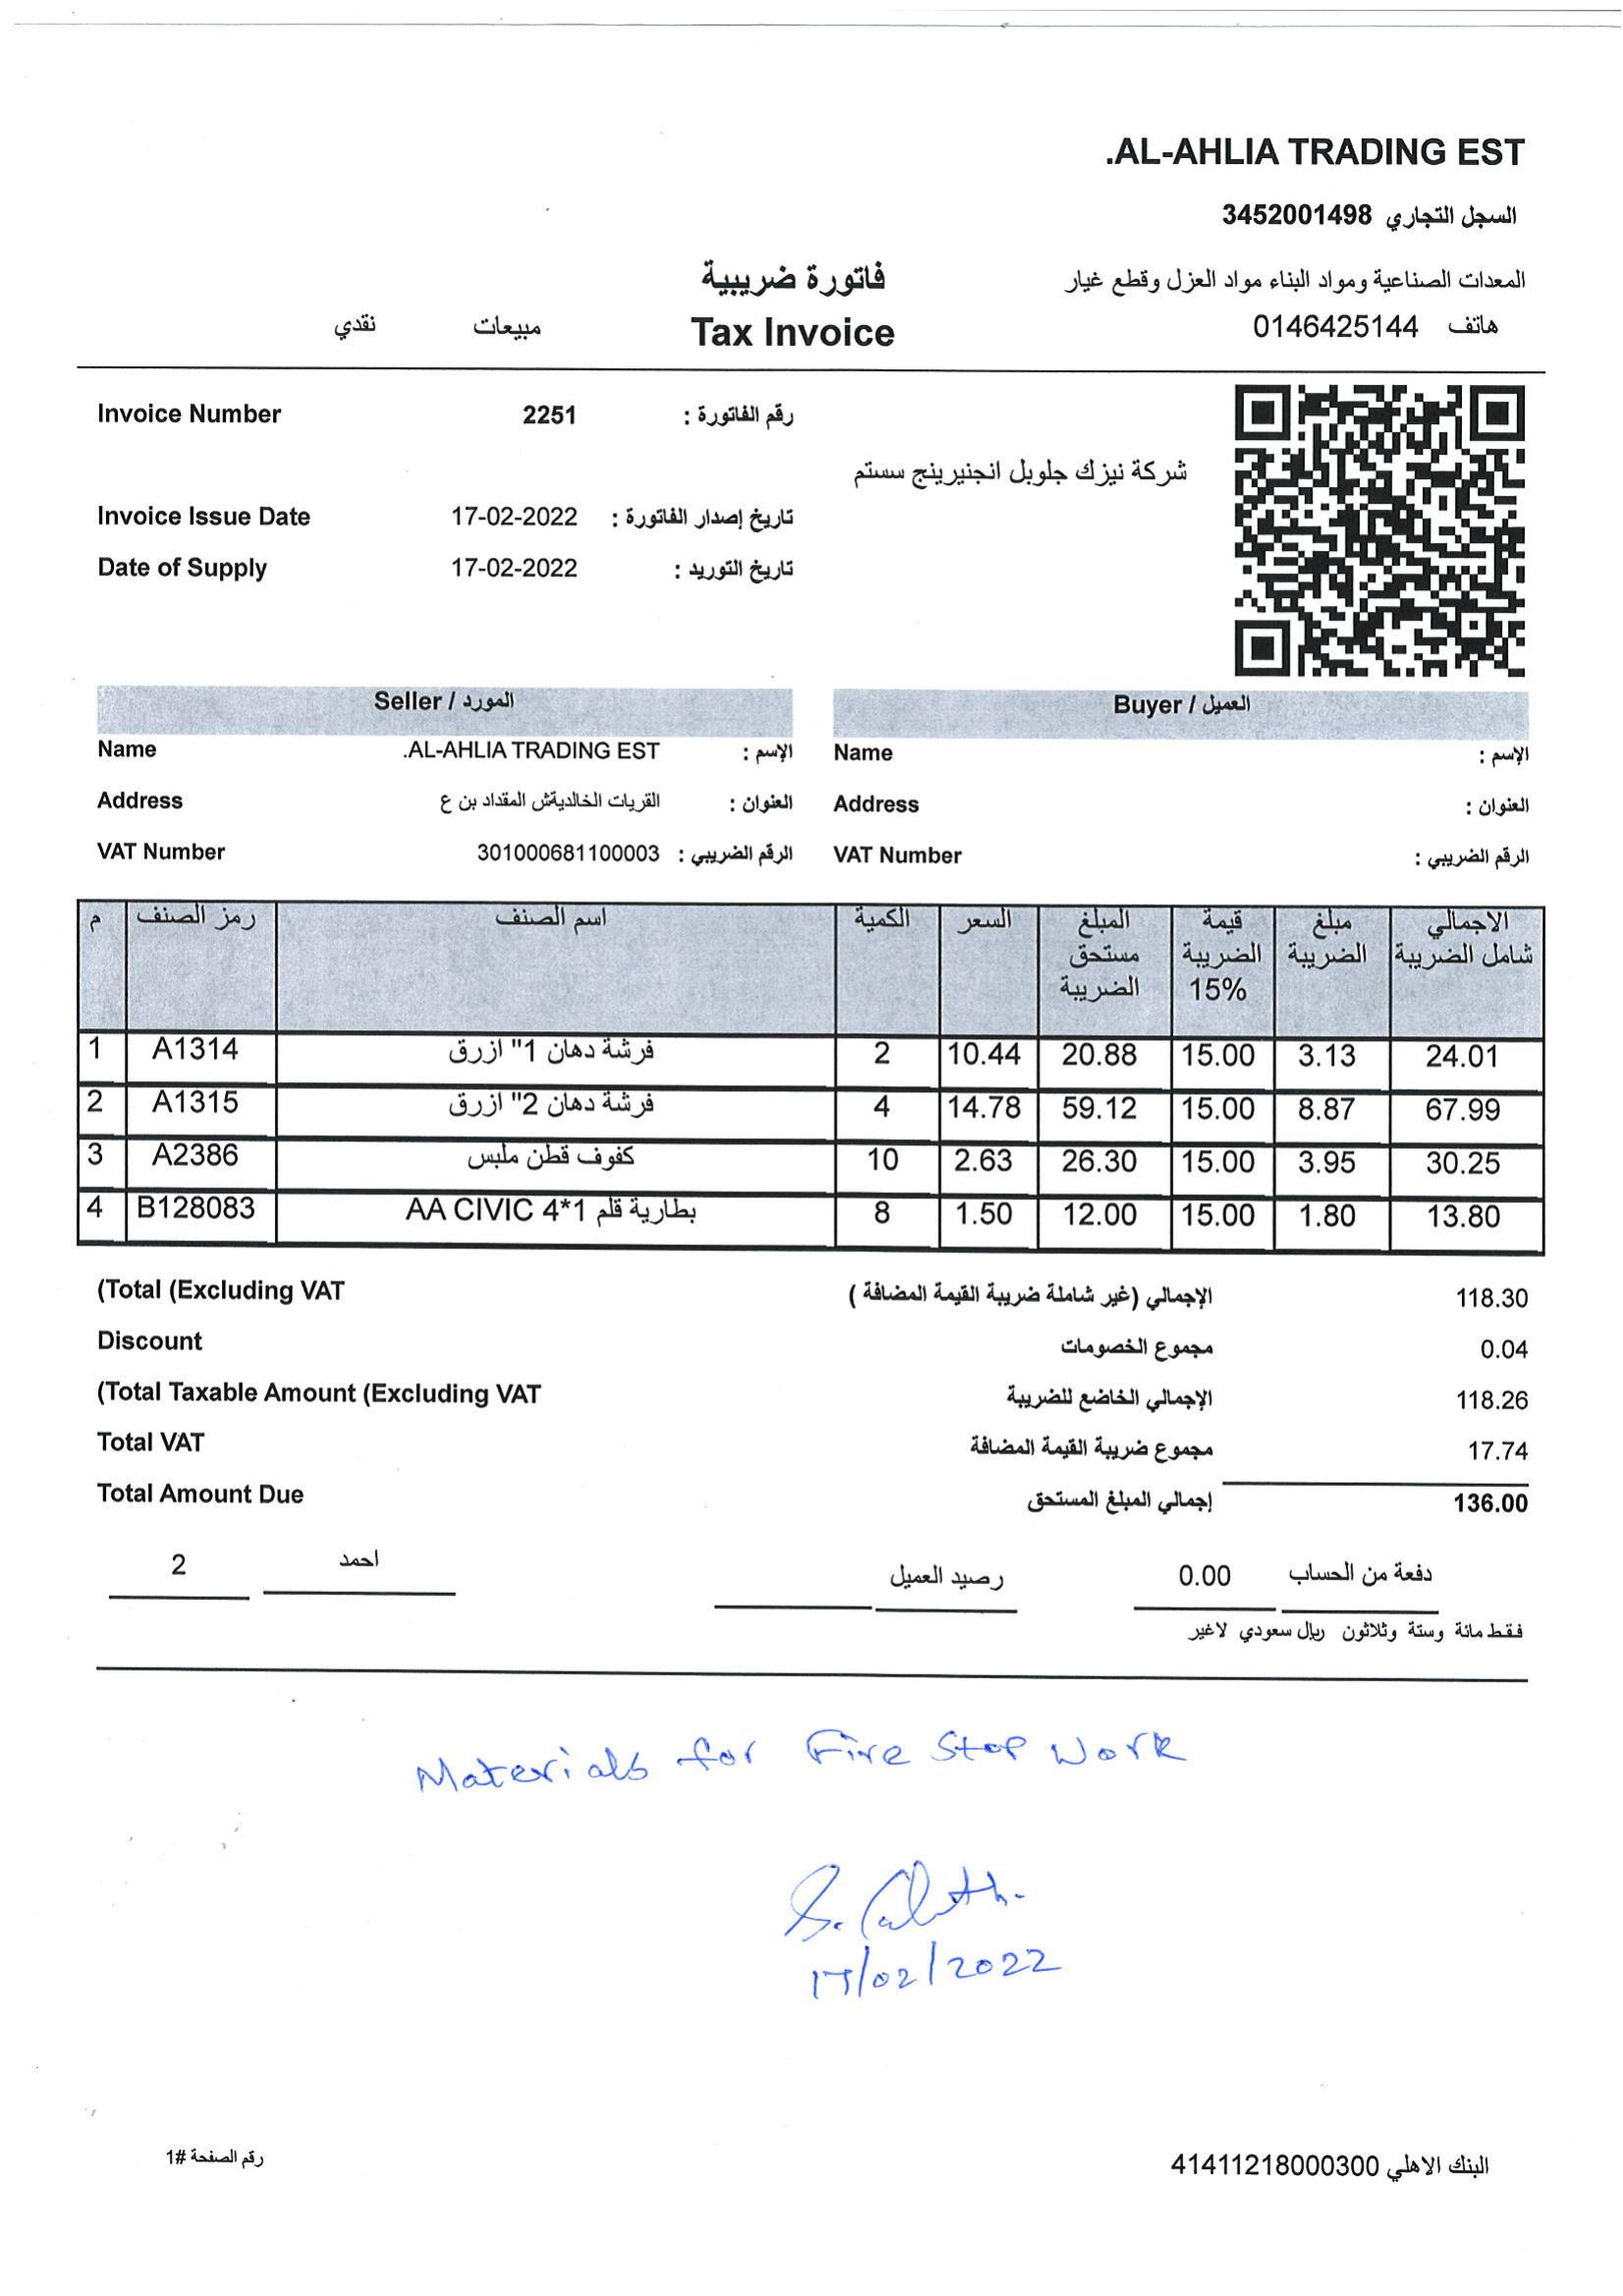 .AL-AHLIA TRADING EST
السجل التجاري 3452001498
المعدات الصناعية ومواد البناء مواد العزل وقطع غيار
هاتف 0146425144
فاتورة ضريبية
Tax Invoice
مبيعات
نقدي
Invoice Number 2251 رقم الفاتورة :
شركة نيزك جلوبل انجنيرينج سستم
Invoice Issue Date 17-02-2022 تاريخ إصدار الفاتورة :
Date of Supply 17-02-2022 تاريخ التوريد :
Seller / المورد
Name .AL-AHLIA TRADING EST الإسم :
Address القريات الخالديةش المقداد بن ع العنوان :
VAT Number 301000681100003 الرقم الضريبي :
Buyer / العميل
Name الإسم :
Address العنوان :
VAT Number الرقم الضريبي :
م رمز الصنف اسم الصنف الكمية السعر المبلغ مستحق الضريبة قيمة الضريبة 15% مبلغ الضريبة الاجمالي شامل الضريبة
1 A1314 فرشة دهان 1" ازرق 2 10.44 20.88 15.00 3.13 24.01
2 A1315 فرشة دهان 2" ازرق 4 14.78 59.12 15.00 8.87 67.99
3 A2386 كفوف قطن ملبس 10 2.63 26.30 15.00 3.95 30.25
4 B128083 بطارية قلم AA CIVIC 4*1 8 1.50 12.00 15.00 1.80 13.80
(Total (Excluding VAT الإجمالي (غير شاملة ضريبة القيمة المضافة ) 118.30
Discount مجموع الخصومات 0.04
(Total Taxable Amount (Excluding VAT الإجمالي الخاضع للضريبة 118.26
Total VAT مجموع ضريبة القيمة المضافة 17.74
Total Amount Due إجمالي المبلغ المستحق 136.00
2 احمد رصيد العميل 0.00 دفعة من الحساب
فقط مائة وستة وثلاثون ريال سعودي لاغير
Materials for Fire Stop Work
17/02/2022
رقم الصفحة #1
البنك الاهلي 41411218000300